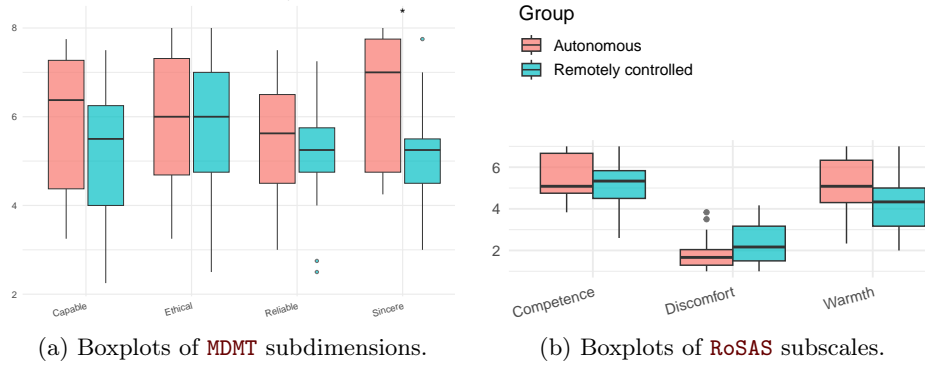 *
8
6
4
2
Capable
Ethical
Reliable
Sincere
(a) Boxplots of MDMT subdimensions.
Group
Autonomous
Remotely controlled
6
4
2
Competence
Discomfort
Warmth
(b) Boxplots of RoSAS subscales.